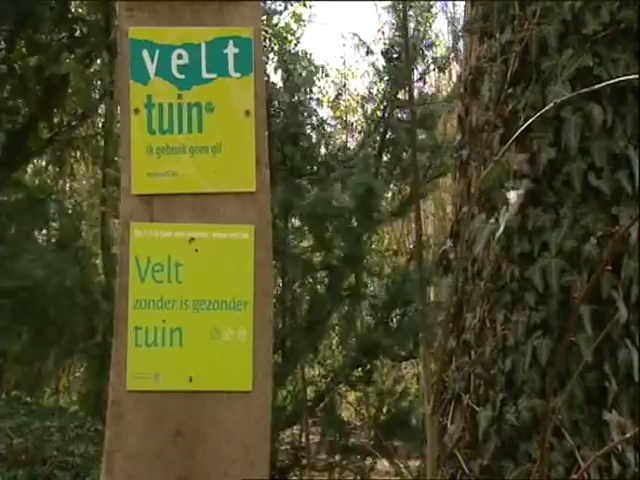 velt
tuin
ik gebruik geen gif
Velt
zonder is gezonder
tuin